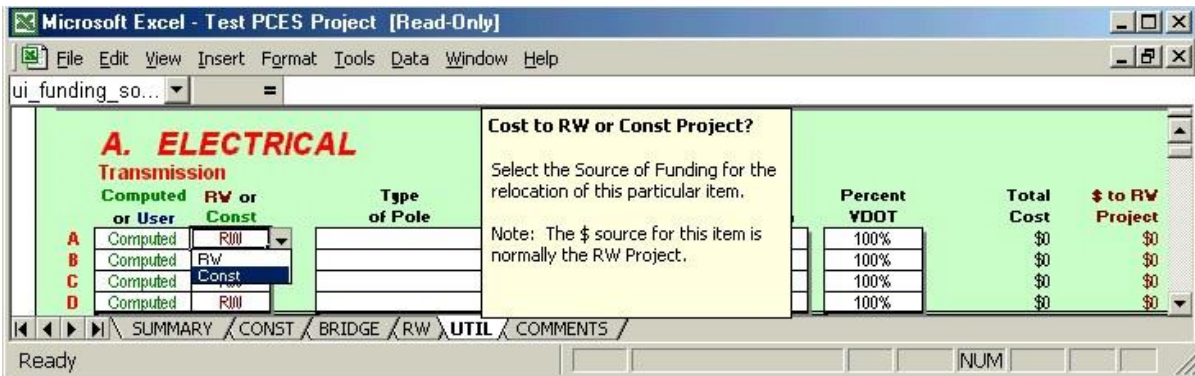 Microsoft Excel - Test PCES Project [Read-Only]
File Edit View Insert Format Tools Data Window Help
ui_funding_so... =
A. ELECTRICAL
Transmission
Computed or User
RW or Const
Type of Pole
Percent VDOT
Total Cost
$ to RW Project
Cost to RW or Const Project?
Select the Source of Funding for the
relocation of this particular item.
Note: The $ source for this item is
normally the RW Project.
A Computed RW 100% $0 $0
B Computed 100% $0 $0
C Computed 100% $0 $0
D Computed RW 100% $0 $0
RW
Const
SUMMARY CONST BRIDGE RW UTIL COMMENTS
Ready NUM